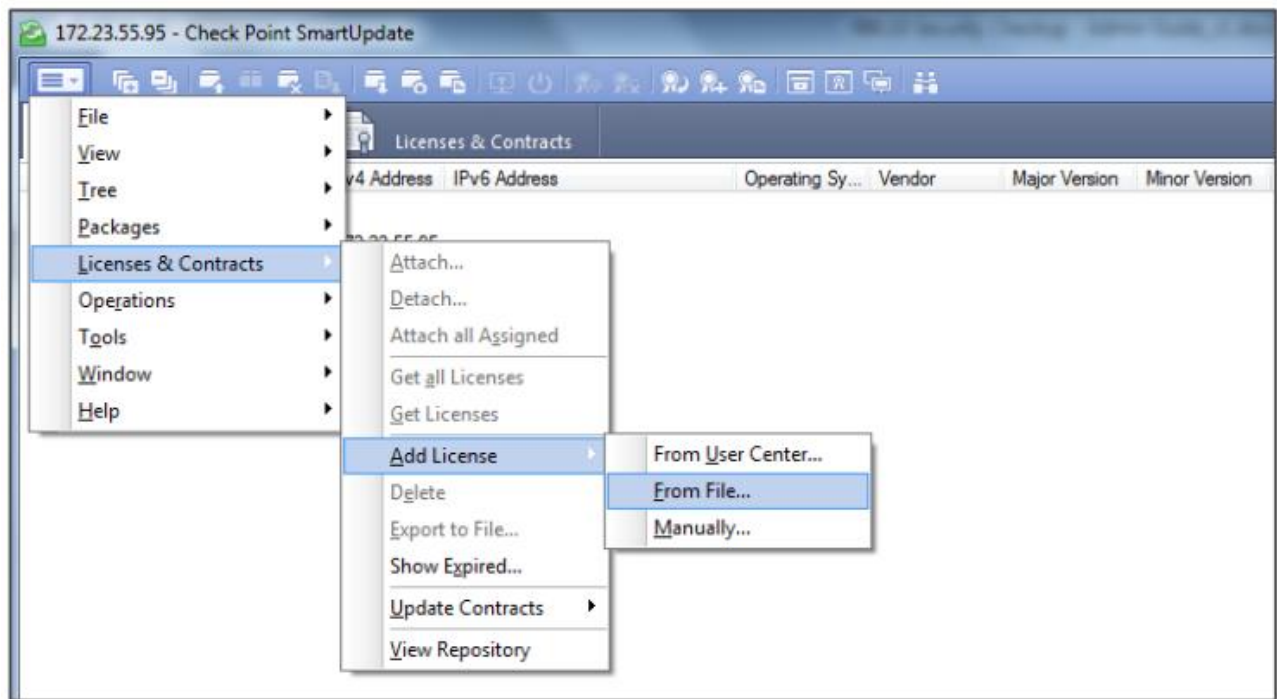 172.23.55.95 - Check Point SmartUpdate
File
Licenses & Contracts
View
v4 Address IPv6 Address Operating Sy... Vendor Major Version Minor Version
Tree
Packages
Licenses & Contracts
Attach...
Operations
Detach...
Tools
Attach all Assigned
Window
Get all Licenses
Help
Get Licenses
Add License
From User Center...
Delete
From File...
Export to File...
Manually...
Show Expired...
Update Contracts
View Repository